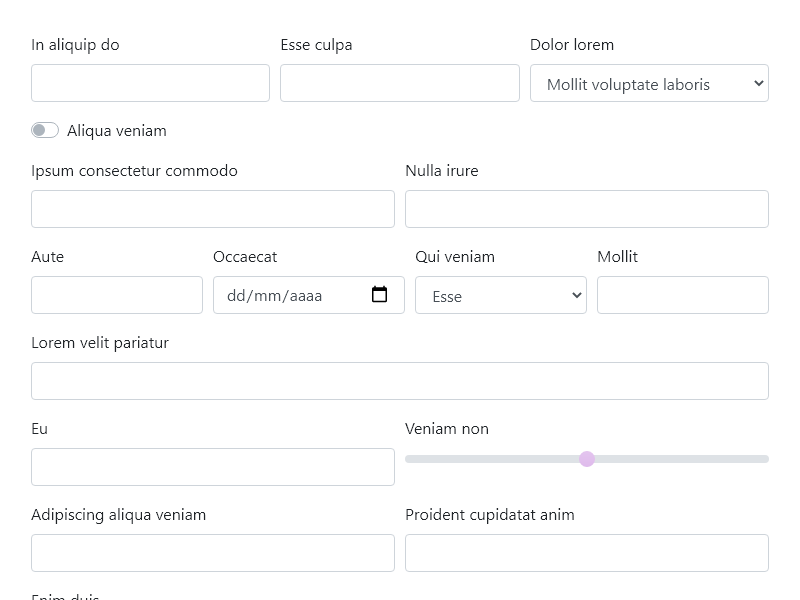 In aliquip do Esse culpa Dolor lorem
Mollit voluptate laboris
Aliqua veniam
Ipsum consectetur commodo Nulla irure
Aute Occaecat Qui veniam Mollit
dd/mm/aaaa Esse
Lorem velit pariatur
Eu Veniam non
Adipiscing aliqua veniam Proident cupidatat anim
Enim duis